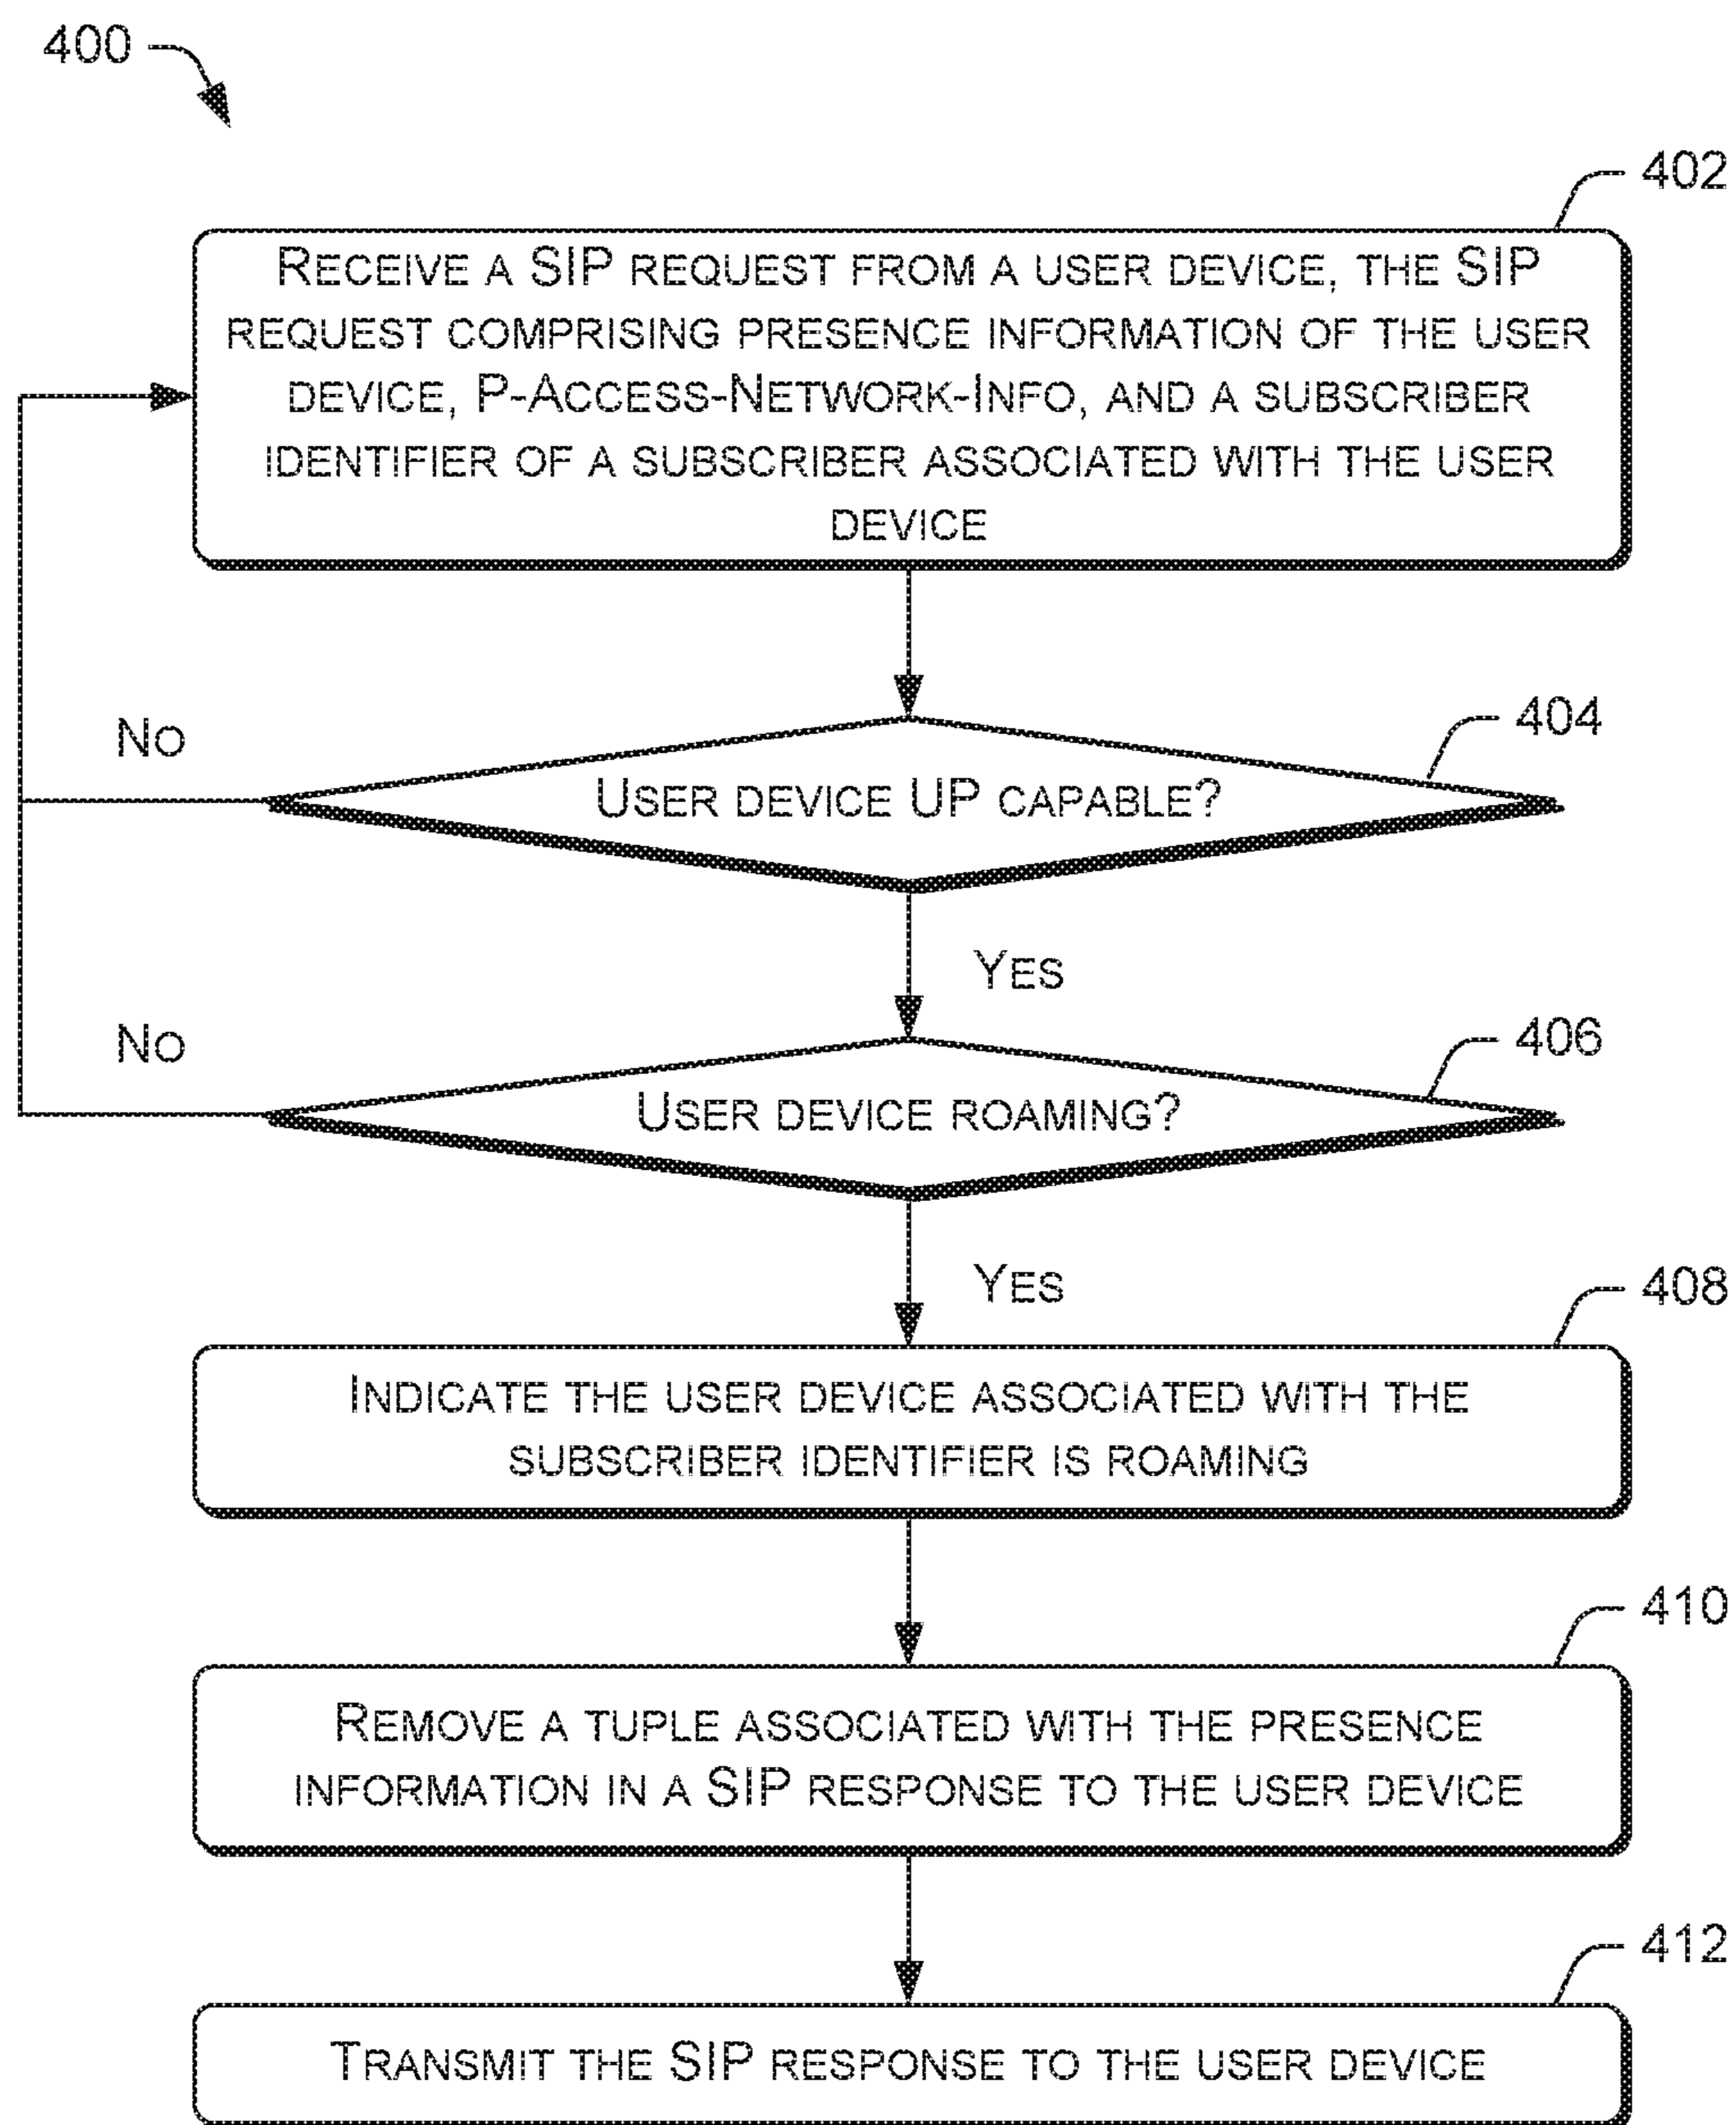 400
402
RECEIVE A SIP REQUEST FROM A USER DEVICE, THE SIP
REQUEST COMPRISING PRESENCE INFORMATION OF THE USER
DEVICE, P-ACCESS-NETWORK-INFO, AND A SUBSCRIBER
IDENTIFIER OF A SUBSCRIBER ASSOCIATED WITH THE USER
DEVICE
404
NO
USER DEVICE UP CAPABLE?
YES
406
NO
USER DEVICE ROAMING?
YES
408
INDICATE THE USER DEVICE ASSOCIATED WITH THE
SUBSCRIBER IDENTIFIER IS ROAMING
410
REMOVE A TUPLE ASSOCIATED WITH THE PRESENCE
INFORMATION IN A SIP RESPONSE TO THE USER DEVICE
412
TRANSMIT THE SIP RESPONSE TO THE USER DEVICE